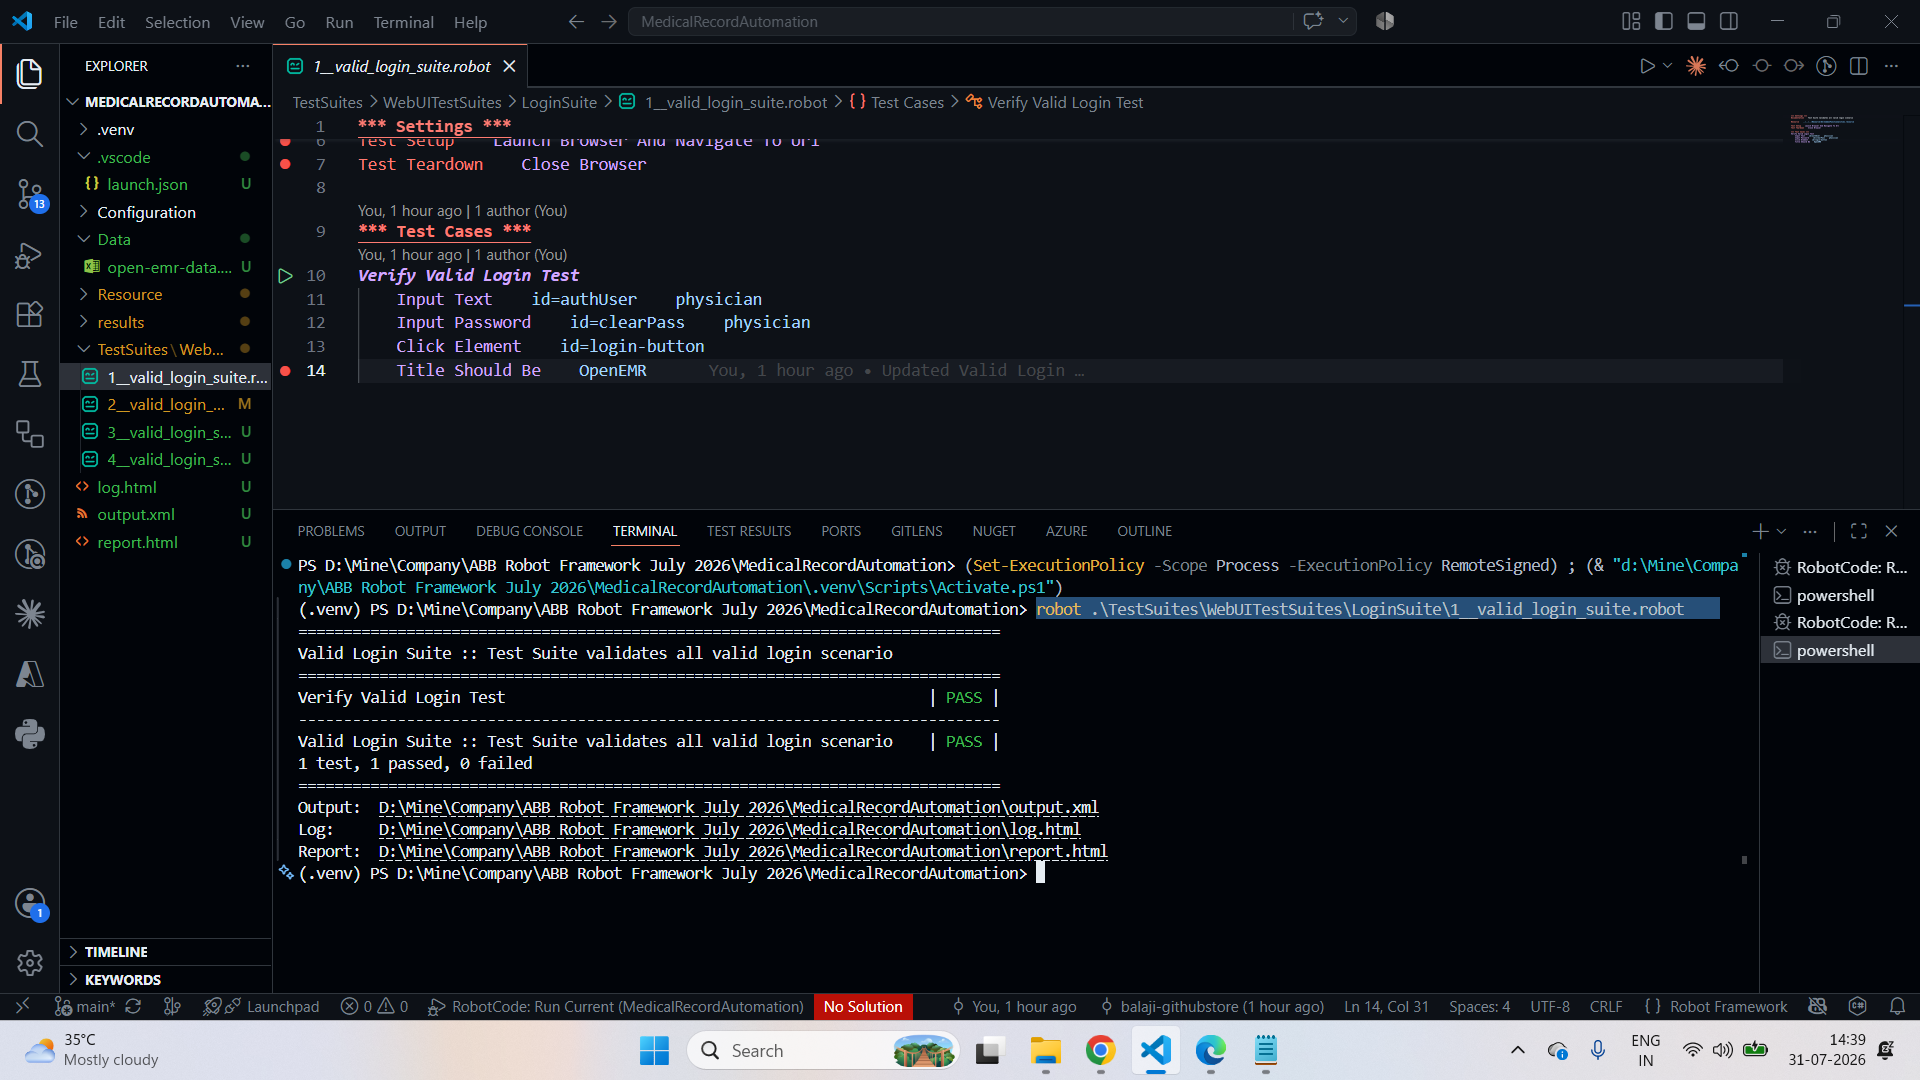 File Edit Selection View Go Run Terminal Help
MedicalRecordAutomation
EXPLORER
MEDICALRECORDAUTOMA...
.venv
.vscode
launch.json U
Configuration
Data
open-emr-data.... U
Resource
results
TestSuites\Web...
1__valid_login_suite.r...
2__valid_login_... M
3__valid_login_s... U
4__valid_login_s... U
log.html U
output.xml U
report.html U
TIMELINE
KEYWORDS
13
1
1__valid_login_suite.robot
TestSuites > WebUITestSuites > LoginSuite > 1__valid_login_suite.robot > { } Test Cases > Verify Valid Login Test
1 *** Settings ***
6 Test Setup    Launch Browser And Navigate To Url
7 Test Teardown    Close Browser
8
You, 1 hour ago | 1 author (You)
9 *** Test Cases ***
You, 1 hour ago | 1 author (You)
10 Verify Valid Login Test
11     Input Text    id=authUser    physician
12     Input Password    id=clearPass    physician
13     Click Element    id=login-button
14     Title Should Be    OpenEMR    You, 1 hour ago • Updated Valid Login …
PROBLEMS OUTPUT DEBUG CONSOLE TERMINAL TEST RESULTS PORTS GITLENS NUGET AZURE OUTLINE
PS D:\Mine\Company\ABB Robot Framework July 2026\MedicalRecordAutomation> (Set-ExecutionPolicy -Scope Process -ExecutionPolicy RemoteSigned) ; (& "d:\Mine\Compa
ny\ABB Robot Framework July 2026\MedicalRecordAutomation\.venv\Scripts\Activate.ps1")
(.venv) PS D:\Mine\Company\ABB Robot Framework July 2026\MedicalRecordAutomation> robot .\TestSuites\WebUITestSuites\LoginSuite\1__valid_login_suite.robot
==============================================================================
Valid Login Suite :: Test Suite validates all valid login scenario
==============================================================================
Verify Valid Login Test                                               | PASS |
------------------------------------------------------------------------------
Valid Login Suite :: Test Suite validates all valid login scenario    | PASS |
1 test, 1 passed, 0 failed
==============================================================================
Output:  D:\Mine\Company\ABB Robot Framework July 2026\MedicalRecordAutomation\output.xml
Log:     D:\Mine\Company\ABB Robot Framework July 2026\MedicalRecordAutomation\log.html
Report:  D:\Mine\Company\ABB Robot Framework July 2026\MedicalRecordAutomation\report.html
(.venv) PS D:\Mine\Company\ABB Robot Framework July 2026\MedicalRecordAutomation>
RobotCode: R...
powershell
RobotCode: R...
powershell
main* Launchpad 0 0 RobotCode: Run Current (MedicalRecordAutomation) No Solution You, 1 hour ago balaji-githubstore (1 hour ago) Ln 14, Col 31 Spaces: 4 UTF-8 CRLF { } Robot Framework
35°C
Mostly cloudy
Search
ENG
IN
14:39
31-07-2026